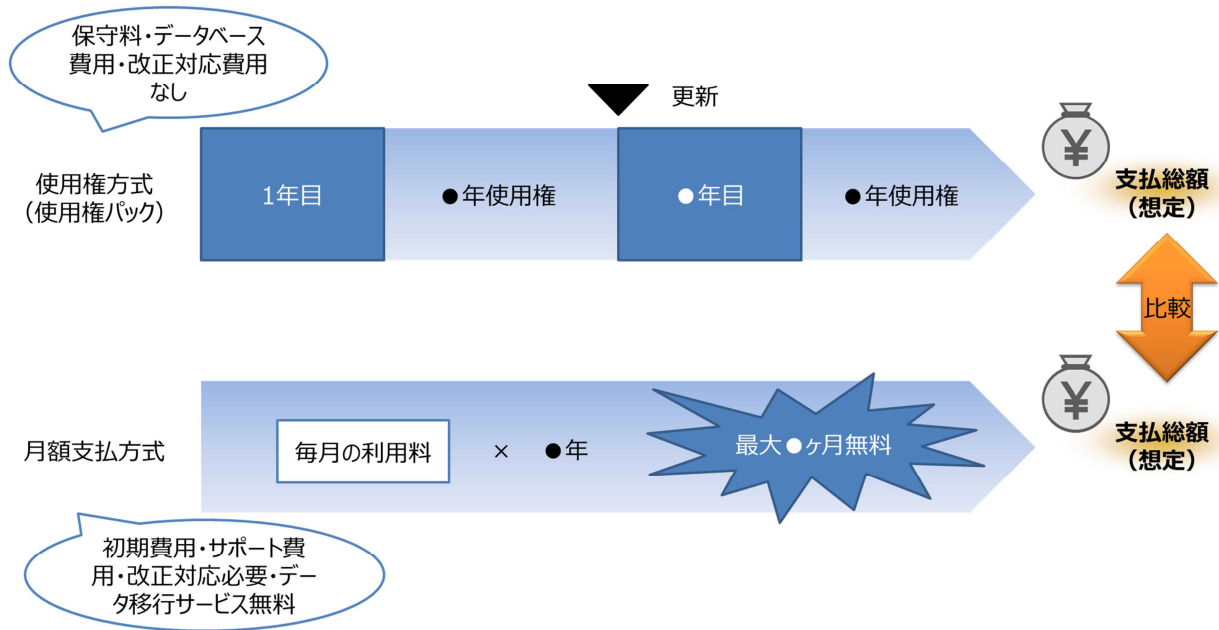 保守料・データベース
費用・改正対応費用
なし
更新
使用権方式
(使用権パック)
1年目
●年使用権
●年目
●年使用権
¥
支払総額
(想定)
比較
月額支払方式
毎月の利用料
×
●年
最大●ヶ月無料
¥
支払総額
(想定)
初期費用・サポート費
用・改正対応必要・デー
タ移行サービス無料